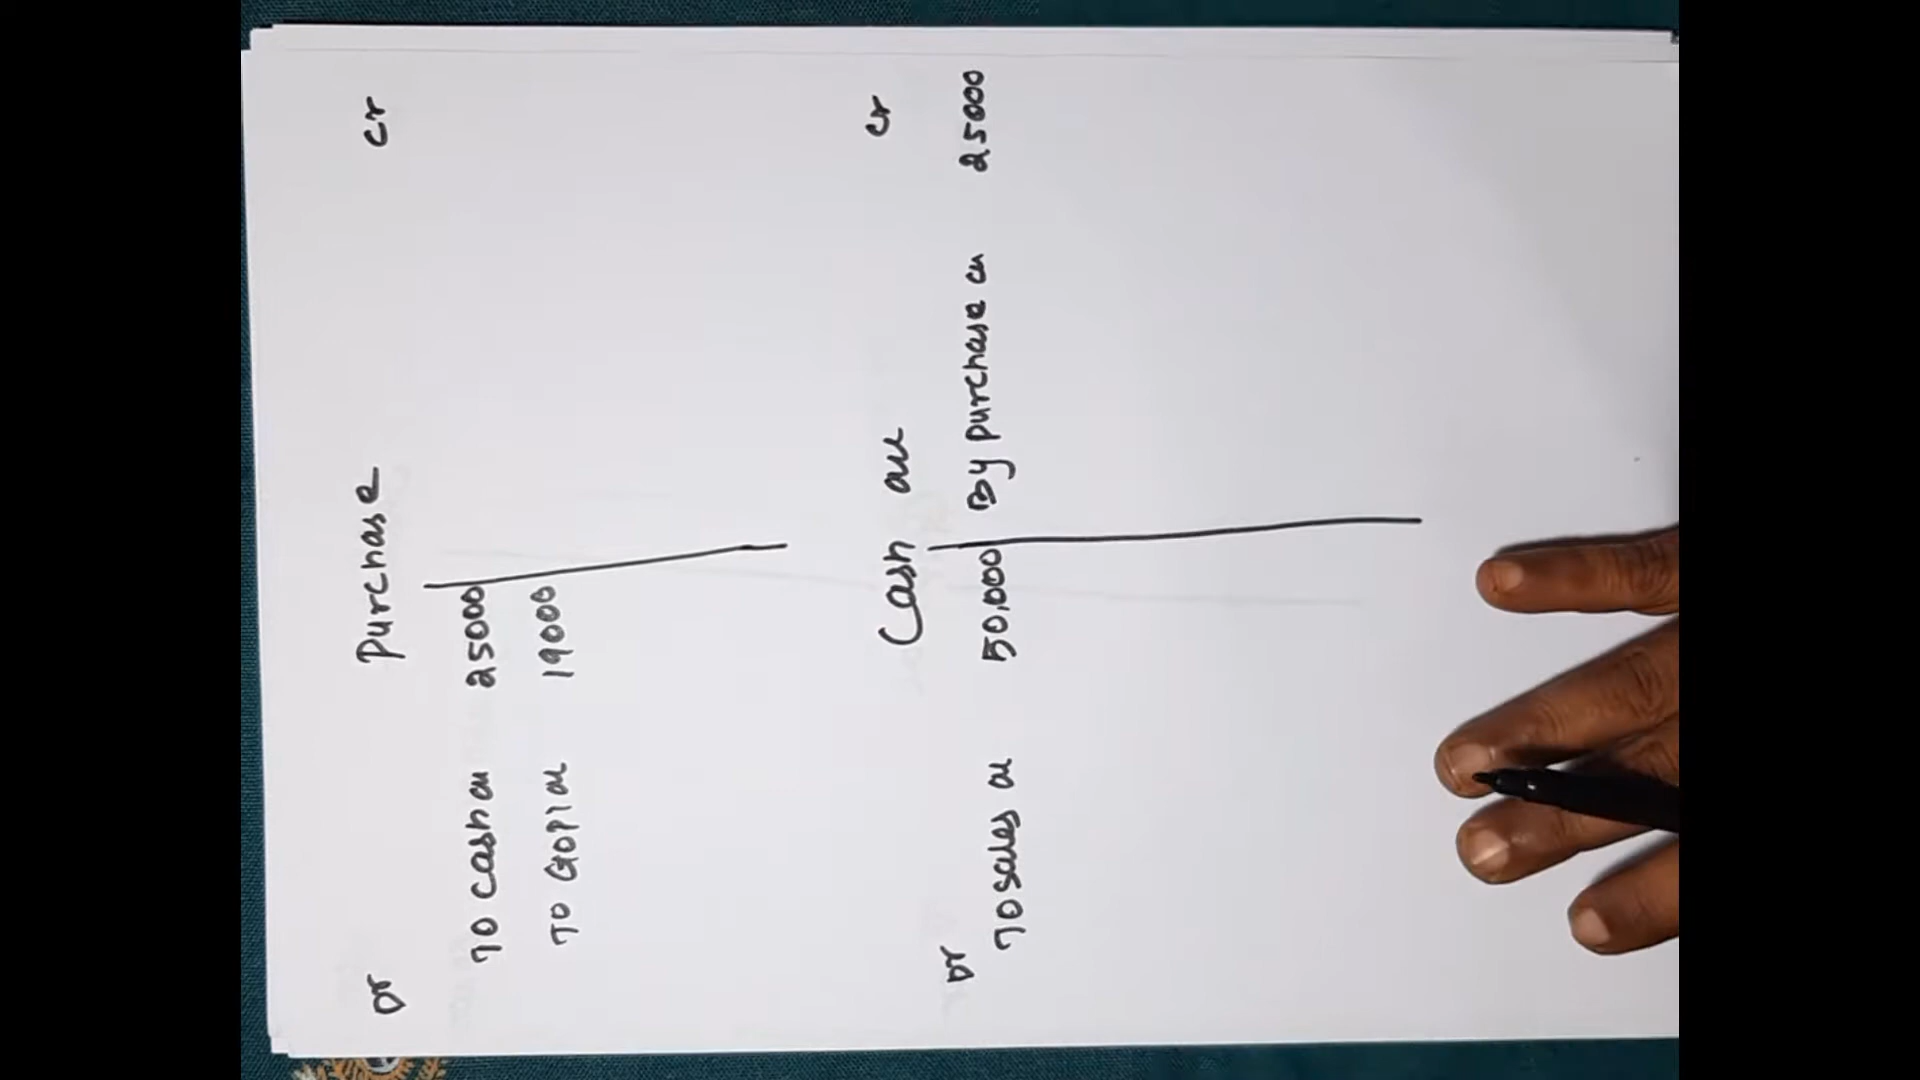 Dr Purchase Cr
To cash a/c 25000
To Gopi a/c 19000
Cash a/c Cr
Dr
To sales a/c 50,000 By purchase a/c 25000